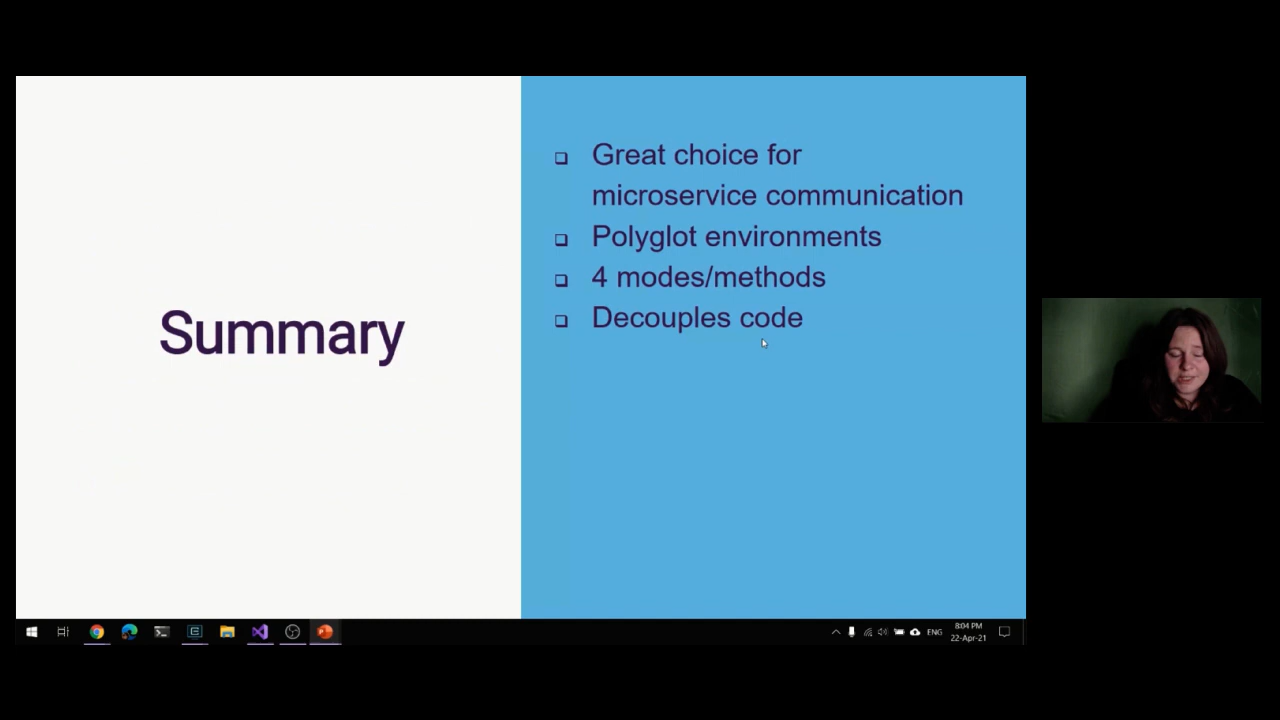 Summary
Great choice for
microservice communication
Polyglot environments
4 modes/methods
Decouples code
ENG
8:04 PM
22-Apr-21